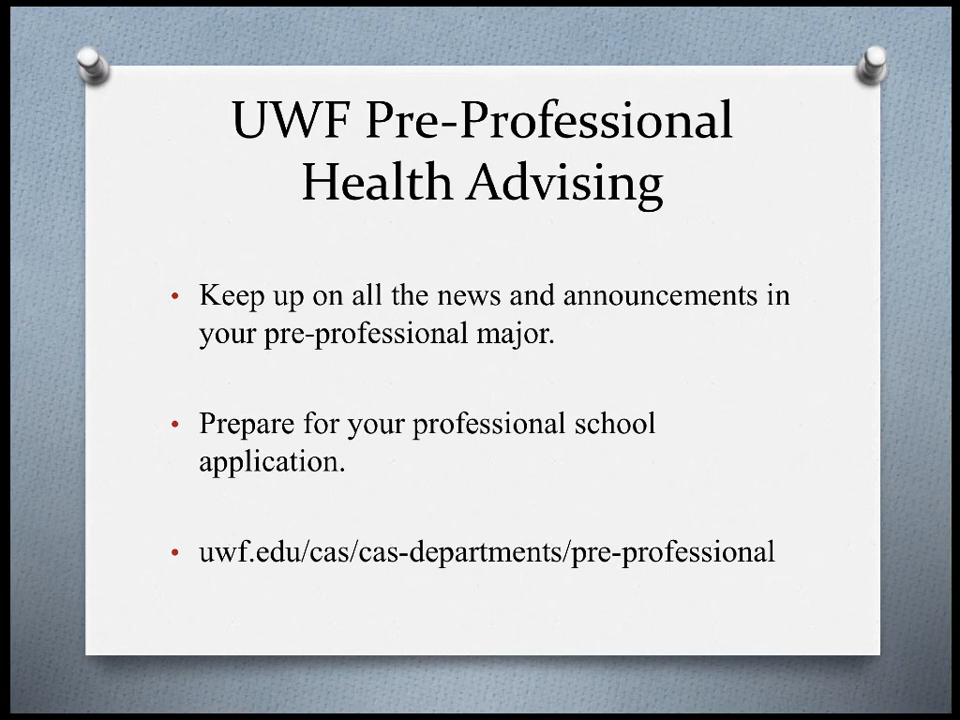 UWF Pre-Professional
Health Advising
• Keep up on all the news and announcements in
your pre-professional major.
• Prepare for your professional school
application.
• uwf.edu/cas/cas-departments/pre-professional